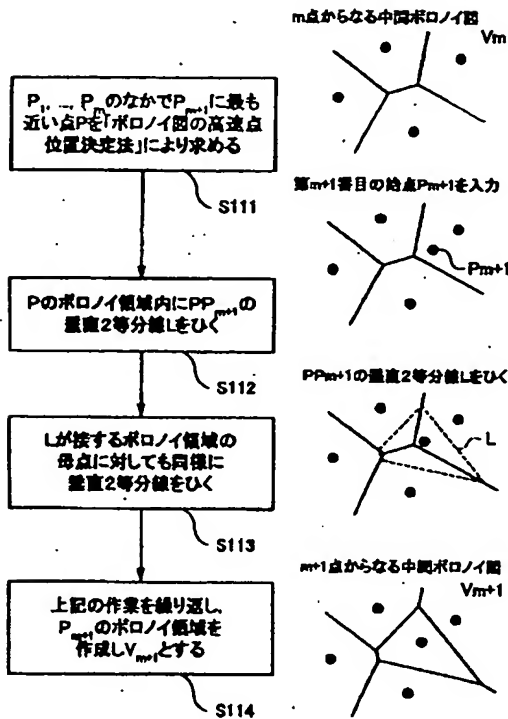 m点からなる中間ボロノイ図
Vm
P1, ..., PmのなかでPm+1に最も
近い点Pを「ボロノイ図の高速点
位置決定法」により求める
S111
第m+1番目の始点Pm+1を入力
Pm+1
Pのボロノイ領域内にPPm+1の
垂直2等分線Lをひく
S112
PPm+1の垂直2等分線Lをひく
L
Lが接するボロノイ領域の
母点に対しても同様に
垂直2等分線をひく
S113
m+1点からなる中間ボロノイ図
Vm+1
上記の作業を繰り返し、
Pm+1のボロノイ領域を
作成しVm+1とする
S114